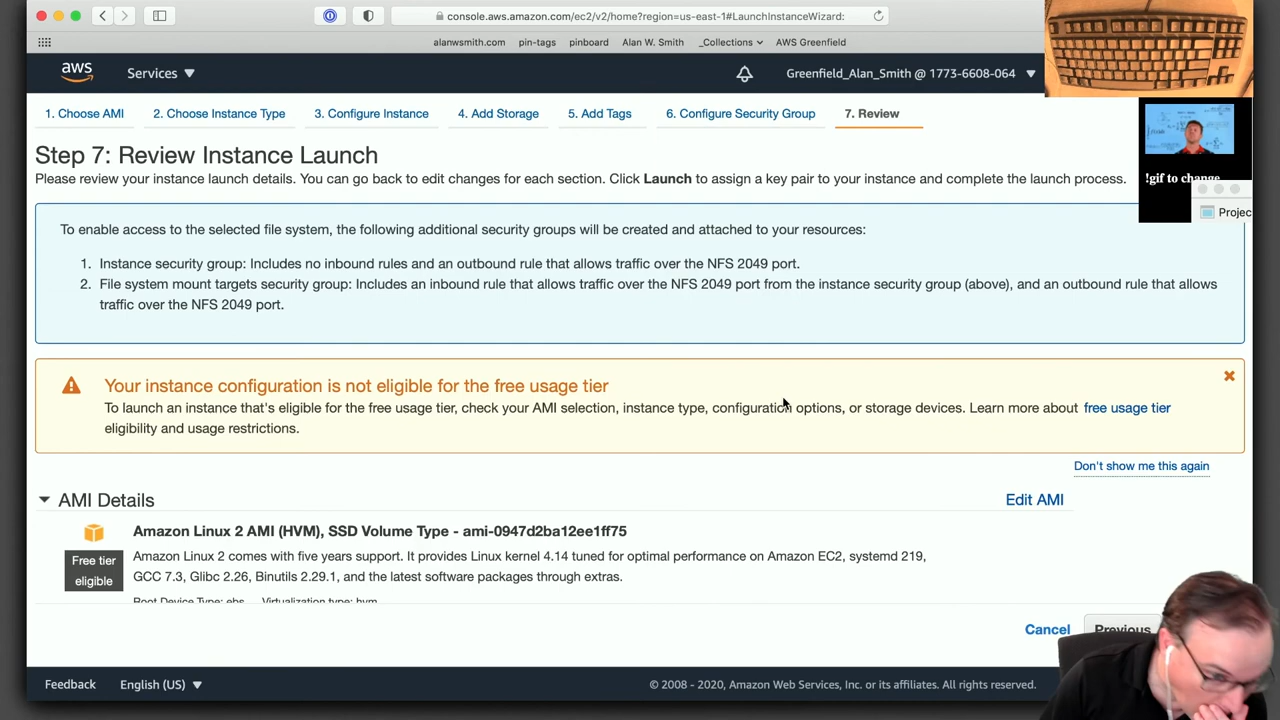 console.aws.amazon.com/ec2/v2/home?region=us-east-1#LaunchInstanceWizard:
alanwsmith.com pin-tags pinboard Alan W. Smith _Collections AWS Greenfield
aws Services Greenfield_Alan_Smith @ 1773-6608-064
1. Choose AMI 2. Choose Instance Type 3. Configure Instance 4. Add Storage 5. Add Tags 6. Configure Security Group 7. Review
Step 7: Review Instance Launch
Please review your instance launch details. You can go back to edit changes for each section. Click Launch to assign a key pair to your instance and complete the launch process.
!gif to change
Projec
To enable access to the selected file system, the following additional security groups will be created and attached to your resources:
1. Instance security group: Includes no inbound rules and an outbound rule that allows traffic over the NFS 2049 port.
2. File system mount targets security group: Includes an inbound rule that allows traffic over the NFS 2049 port from the instance security group (above), and an outbound rule that allows
traffic over the NFS 2049 port.
Your instance configuration is not eligible for the free usage tier
To launch an instance that's eligible for the free usage tier, check your AMI selection, instance type, configuration options, or storage devices. Learn more about free usage tier
eligibility and usage restrictions.
Don't show me this again
AMI Details Edit AMI
Amazon Linux 2 AMI (HVM), SSD Volume Type - ami-0947d2ba12ee1ff75
Free tier
eligible
Amazon Linux 2 comes with five years support. It provides Linux kernel 4.14 tuned for optimal performance on Amazon EC2, systemd 219,
GCC 7.3, Glibc 2.26, Binutils 2.29.1, and the latest software packages through extras.
Root Device Type: ebs Virtualization type: hvm
Cancel Previous
Feedback English (US) © 2008 - 2020, Amazon Web Services, Inc. or its affiliates. All rights reserved.